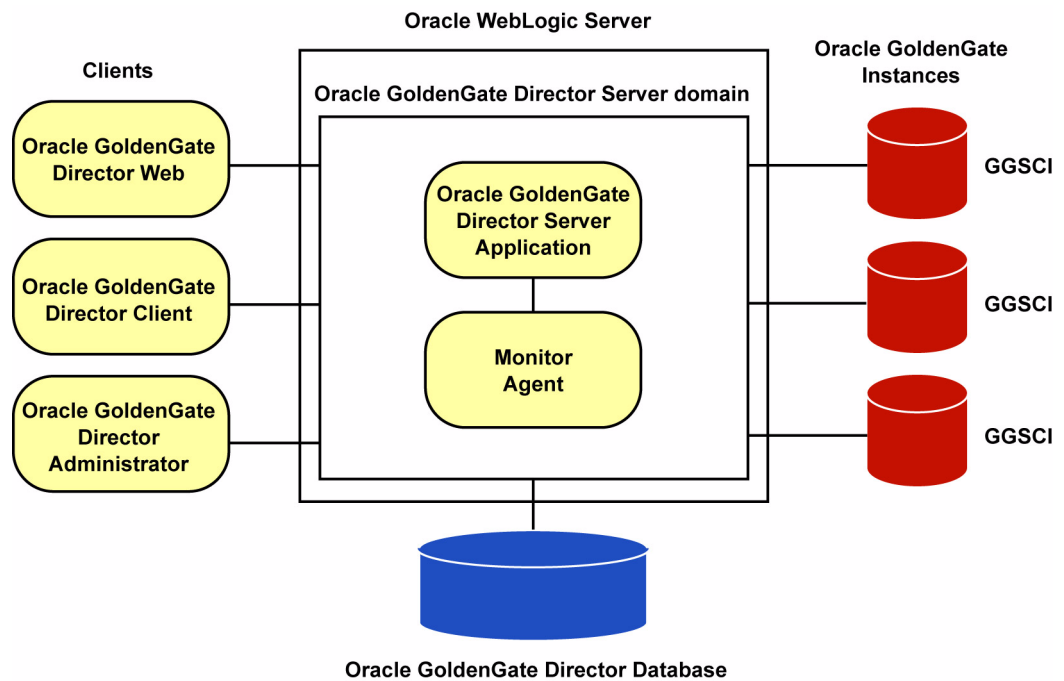 Oracle WebLogic Server
Clients
Oracle GoldenGate
Instances
Oracle GoldenGate Director Server domain
Oracle GoldenGate
Director Web
Oracle GoldenGate
Director Client
Oracle GoldenGate
Director
Administrator
Oracle GoldenGate
Director Server
Application
Monitor
Agent
GGSCI
GGSCI
GGSCI
Oracle GoldenGate Director Database